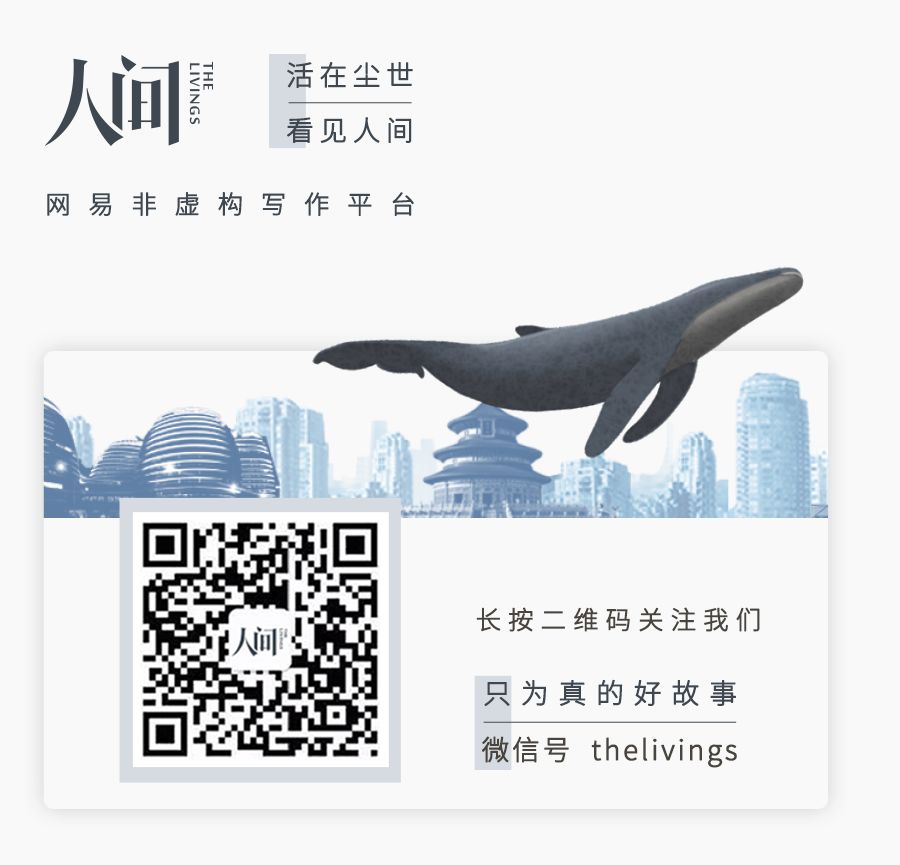 人间
THE
LIVINGS
活在尘世
看见人间
网易非虚构写作平台
人间
长按二维码关注我们
只为真的好故事
微信号 thelivings